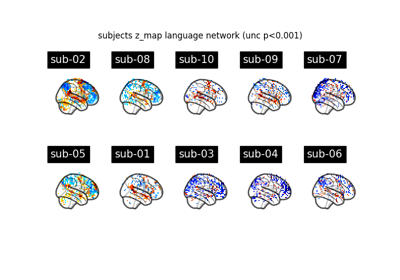 subjects z_map language network (unc p<0.001)
sub-02 sub-08 sub-10 sub-09 sub-07
sub-05 sub-01 sub-03 sub-04 sub-06